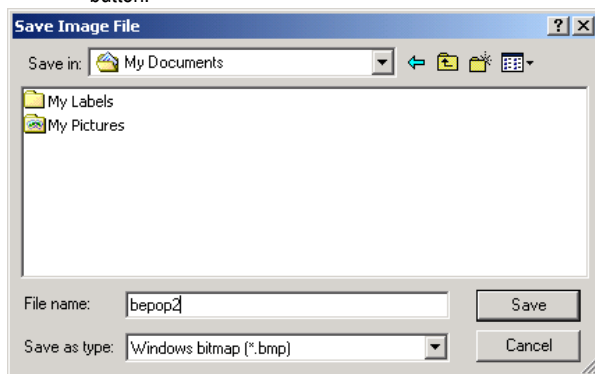 button.
Save Image File
Save in: My Documents
My Labels
My Pictures
File name: bepop2
Save
Save as type: Windows bitmap (*.bmp)
Cancel